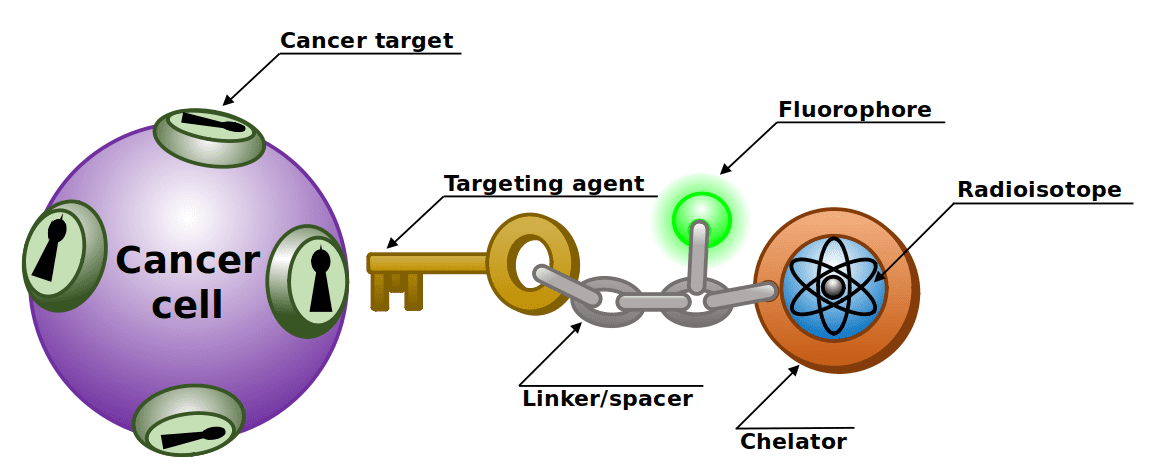 Cancer target
Fluorophore
Targeting agent
Radioisotope
Cancer
cell
Linker/spacer
Chelator